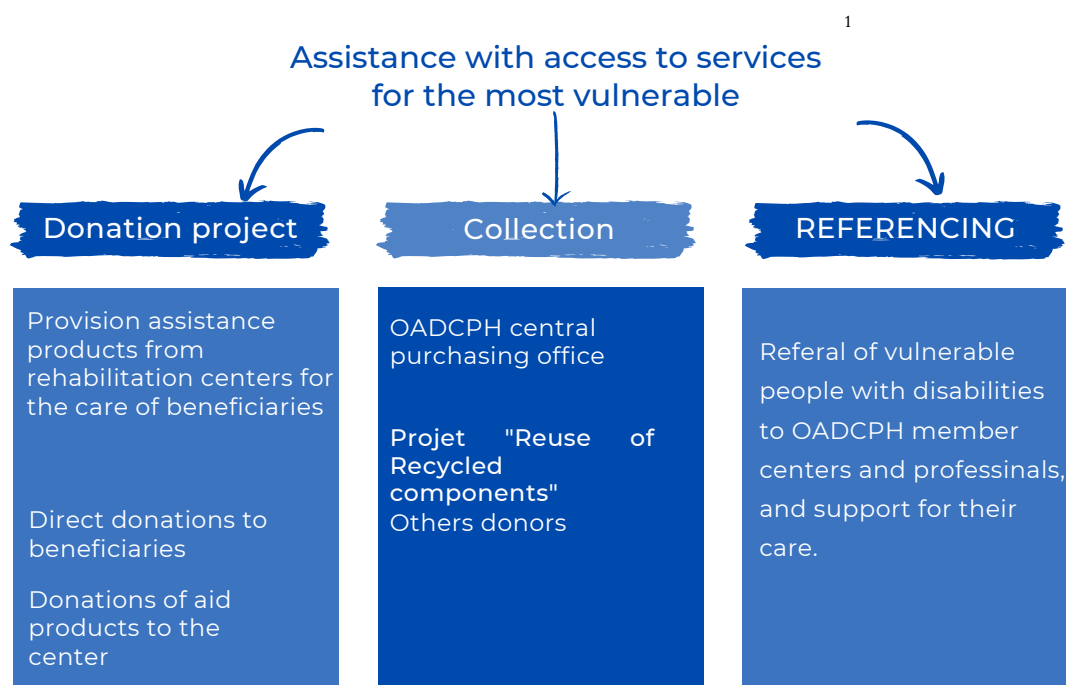 1
Assistance with access to services
for the most vulnerable
Donation project
Collection
REFERENCING
Provision assistance
products from
rehabilitation centers for
the care of beneficiaries
Direct donations to
beneficiaries
Donations of aid
products to the
center
OADCPH central
purchasing office
Projet "Reuse of
Recycled
components"
Others donors
Referal of vulnerable
people with disabilities
to OADCPH member
centers and professinals,
and support for their
care.